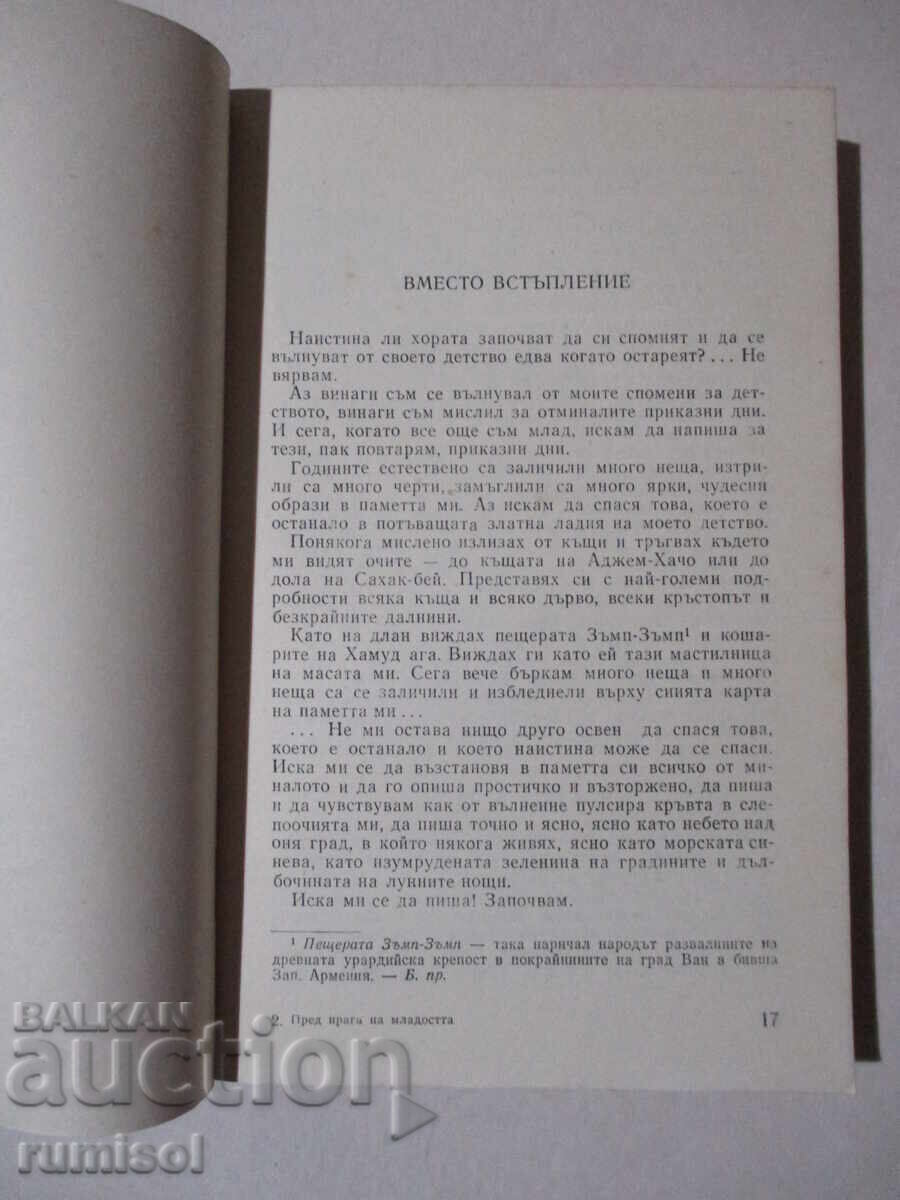 ВМЕСТО ВСТЪПЛЕНИЕ
Наистина ли хората започват да си спомнят и да се
вълнуват от своето детство едва когато остареят?... Не
вярвам.
Аз винаги съм се вълнувал от моите спомени за дет-
ството, винаги съм мислил за отминалите приказни дни.
И сега, когато все още съм млад, искам да напиша за
тези, пак повтарям, приказни дни.
Годините естествено са заличили много неща, изтри-
ли са много черти, замъглили са много ярки, чудесни
образи в паметта ми. Аз искам да спася това, което е
останало в потъващата златна ладия на моето детство.
Понякога мислено излизах от къщи и тръгвах където
ми видят очите — до къщата на Аджем-Хачо или до
дола на Сахак-бей. Представях си с най-големи под-
робности всяка къща и всяко дърво, всеки кръстопът и
безкрайните далнини.
Като на длан виждах пещерата Зъмп-Зъмп¹ и коша-
рите на Хамуд ага. Виждах ги като ей тази мастилница
на масата ми. Сега вече бъркам много неща и много
неща са се заличили и избледнели върху синята карта
на паметта ми...
... Не ми остава нищо друго освен да спася това,
което е останало и което наистина може да се спаси.
Иска ми се да възстановя в паметта си всичко от ми-
налото и да го опиша простичко и възторжено, да пиша
и да чувствувам как от вълнение пулсира кръвта в сле-
поочията ми, да пиша точно и ясно, ясно като небето над
оня град, в който някога живях, ясно като морската си-
нева, като изумрудената зеленина на градините и дъл-
бочината на лунните нощи.
Иска ми се да пиша! Започвам.
¹ Пещерата Зъмп-Зъмп — така наричал народът развалините на
древната урардийска крепост в покрайнините на град Ван в бивша
Зап. Армения. — Б. пр.
2. Пред прага на младостта
17
BALKAN
auction
rumisol